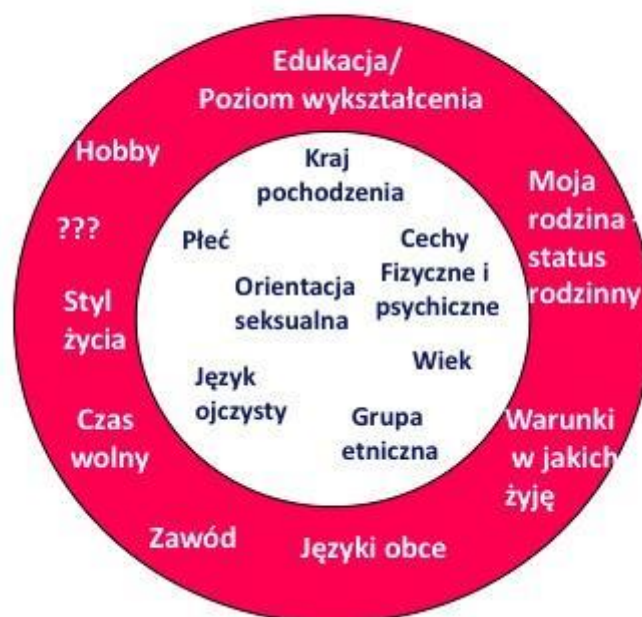 Edukacja/
Poziom wykształcenia
Hobby
???
Styl
życia
Czas
wolny
Zawód
Języki obce
Warunki
w jakich
żyję
Moja
rodzina -
status
rodzinny
Kraj
pochodzenia
Płeć
Cechy
Fizyczne i
psychiczne
Orientacja
seksualna
Wiek
Język
ojczysty
Grupa
etniczna